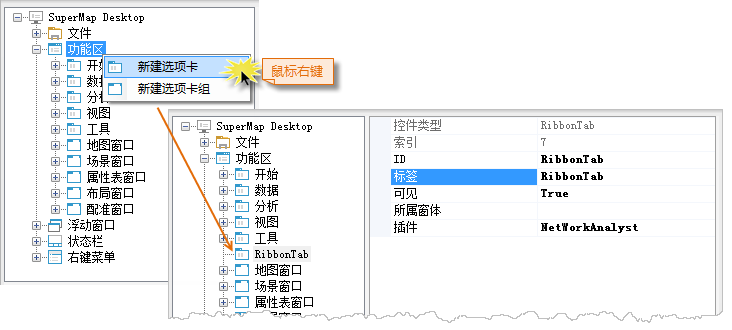 SuperMap Desktop
文件
功能区
开始
数据
分析
视图
工具
地图窗口
场景窗口
属性表窗口
布局窗口
配准窗口
浮动窗口
状态栏
右键菜单
新建选项卡
新建选项卡组
鼠标右键
SuperMap Desktop
文件
功能区
开始
数据
分析
视图
工具
RibbonTab
地图窗口
场景窗口
属性表窗口
控件类型 RibbonTab
索引 7
ID RibbonTab
标签 RibbonTab
可见 True
所属窗体
插件 NetWorkAnalyst